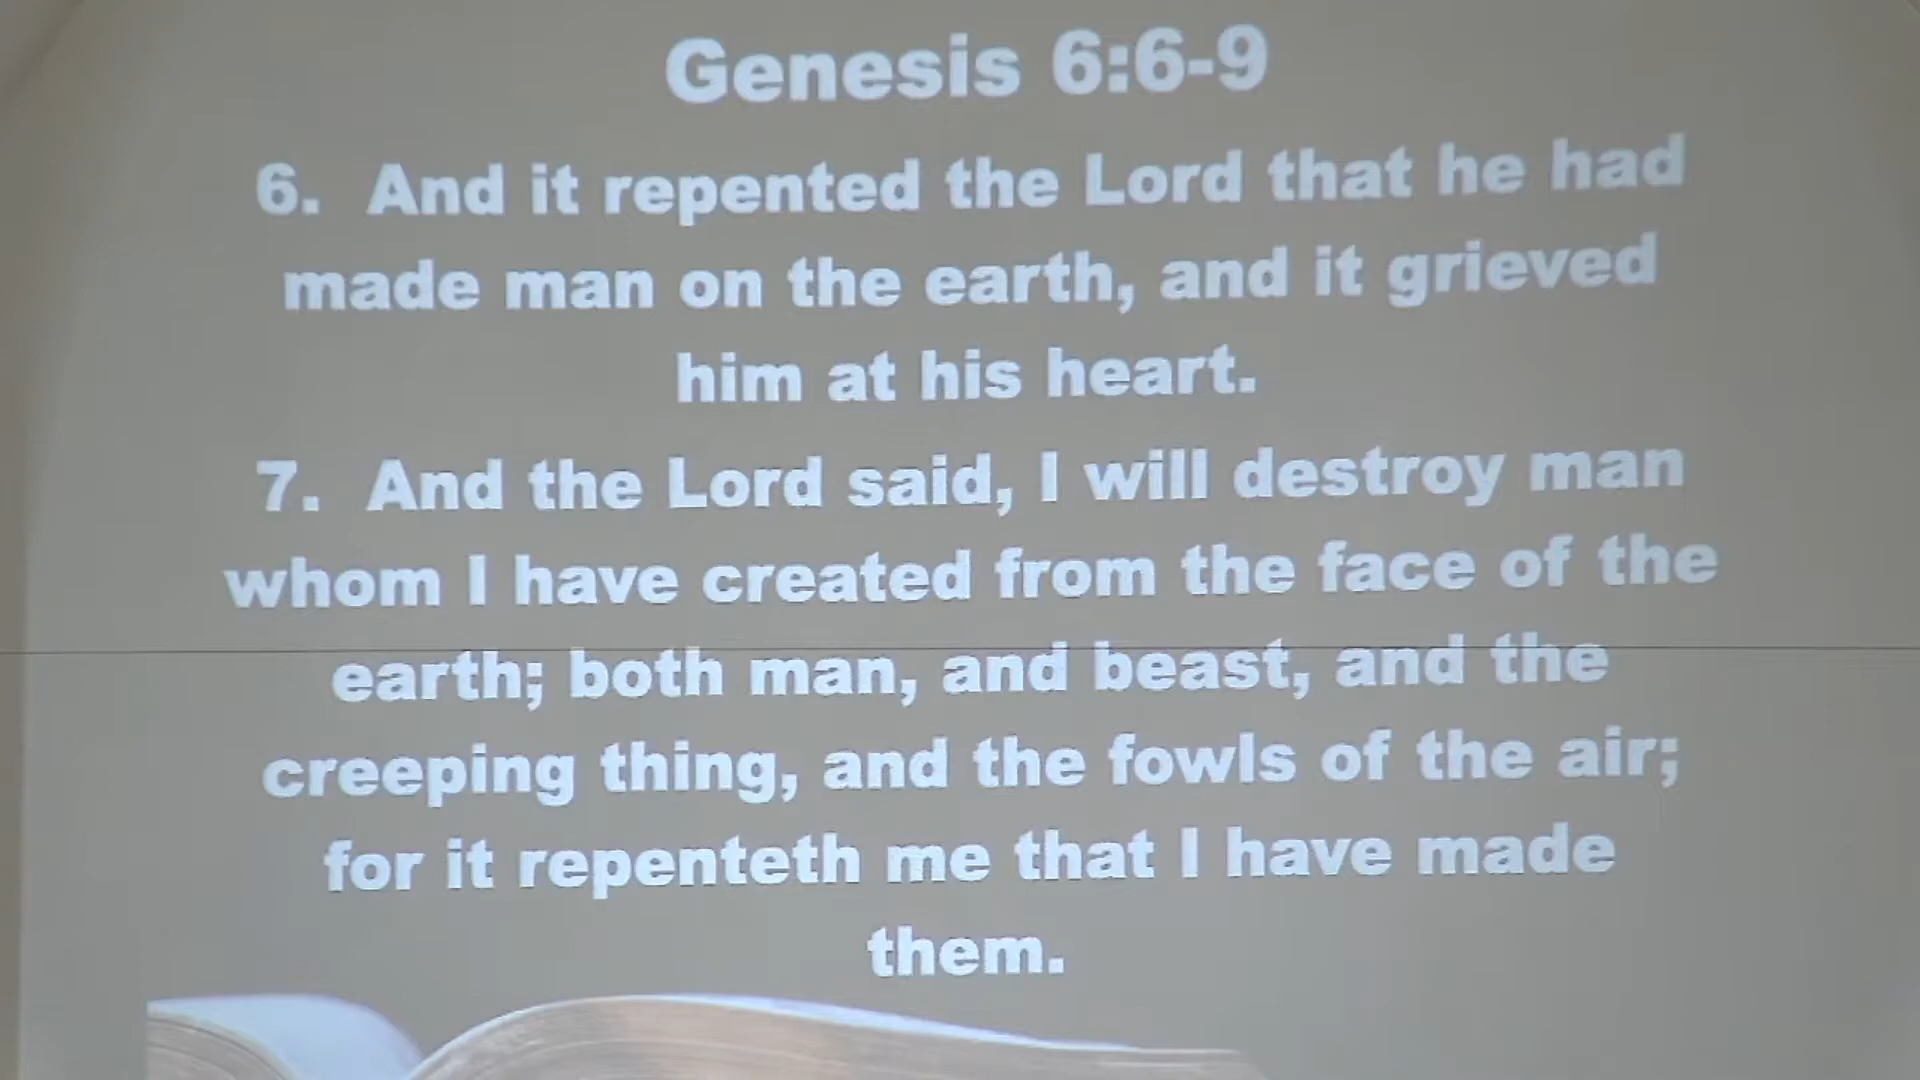 Genesis 6:6-9
6. And it repented the Lord that he had
made man on the earth, and it grieved
him at his heart.
7. And the Lord said, I will destroy man
whom I have created from the face of the
earth; both man, and beast, and the
creeping thing, and the fowls of the air;
for it repenteth me that I have made
them.